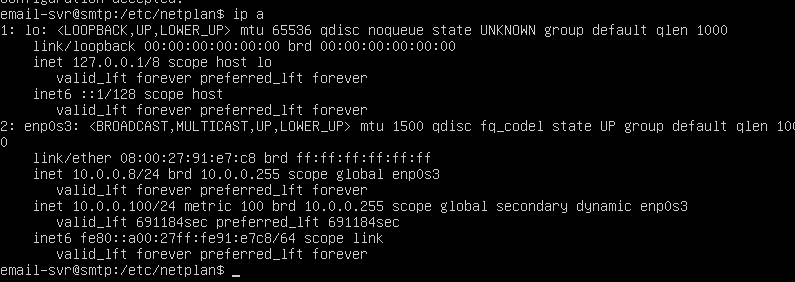 configuration accepted.
email-svr@smtp:/etc/netplan$ ip a
1: lo: <LOOPBACK,UP,LOWER_UP> mtu 65536 qdisc noqueue state UNKNOWN group default qlen 1000
    link/loopback 00:00:00:00:00:00 brd 00:00:00:00:00:00
    inet 127.0.0.1/8 scope host lo
       valid_lft forever preferred_lft forever
    inet6 ::1/128 scope host
       valid_lft forever preferred_lft forever
2: enp0s3: <BROADCAST,MULTICAST,UP,LOWER_UP> mtu 1500 qdisc fq_codel state UP group default qlen 100
0
    link/ether 08:00:27:91:e7:c8 brd ff:ff:ff:ff:ff:ff
    inet 10.0.0.8/24 brd 10.0.0.255 scope global enp0s3
       valid_lft forever preferred_lft forever
    inet 10.0.0.100/24 metric 100 brd 10.0.0.255 scope global secondary dynamic enp0s3
       valid_lft 691184sec preferred_lft 691184sec
    inet6 fe80::a00:27ff:fe91:e7c8/64 scope link
       valid_lft forever preferred_lft forever
email-svr@smtp:/etc/netplan$ _